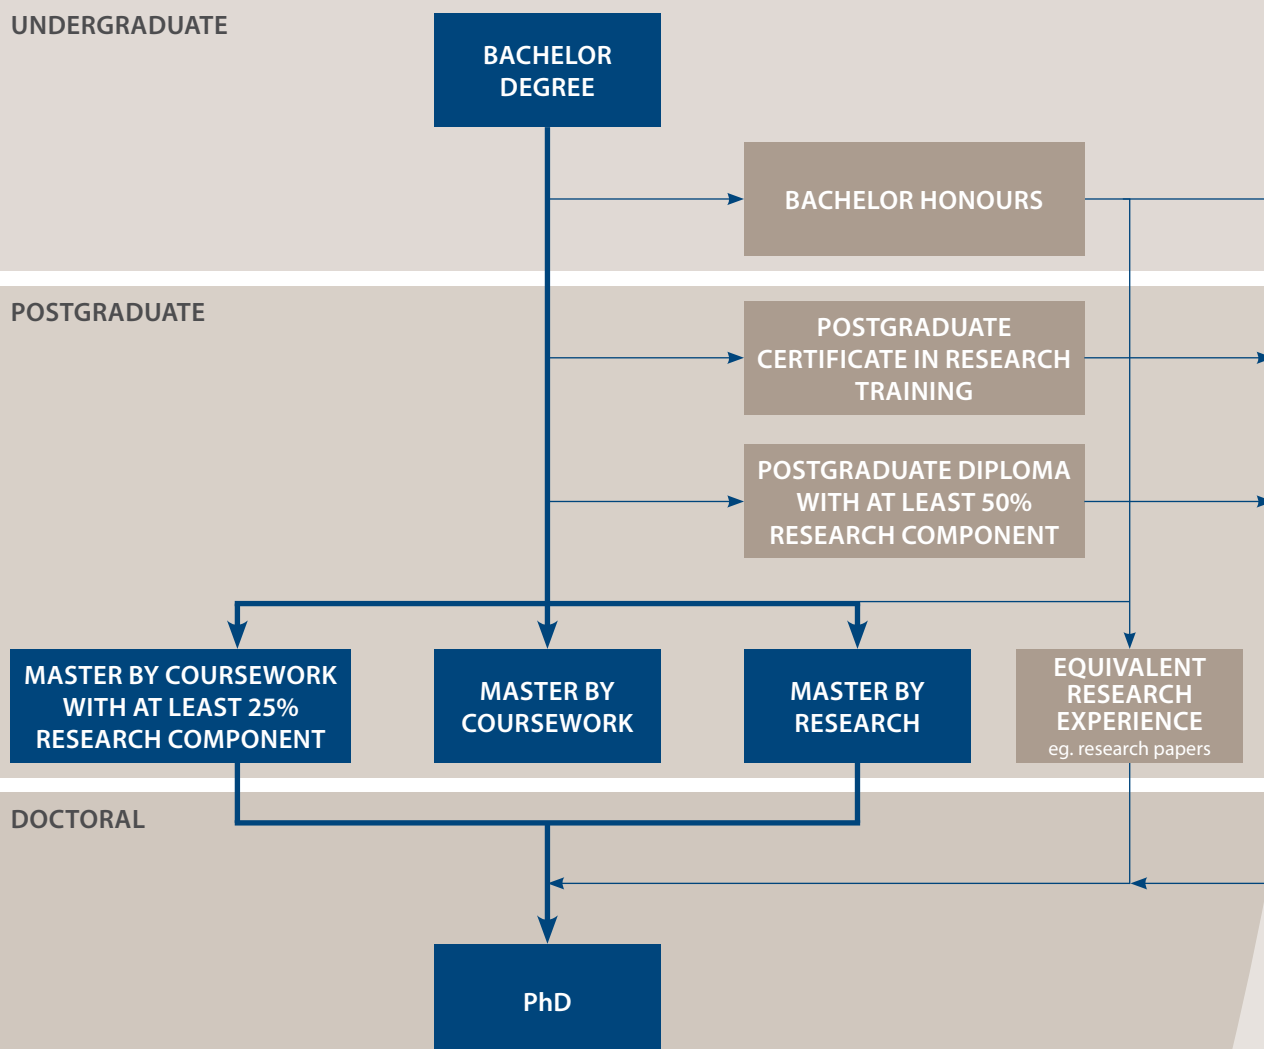 UNDERGRADUATE
BACHELOR
DEGREE
BACHELOR HONOURS
POSTGRADUATE
POSTGRADUATE
CERTIFICATE IN RESEARCH
TRAINING
POSTGRADUATE DIPLOMA
WITH AT LEAST 50%
RESEARCH COMPONENT
MASTER BY COURSEWORK
WITH AT LEAST 25%
RESEARCH COMPONENT
MASTER BY
COURSEWORK
MASTER BY
RESEARCH
EQUIVALENT
RESEARCH
EXPERIENCE
eg. research papers
DOCTORAL
PhD